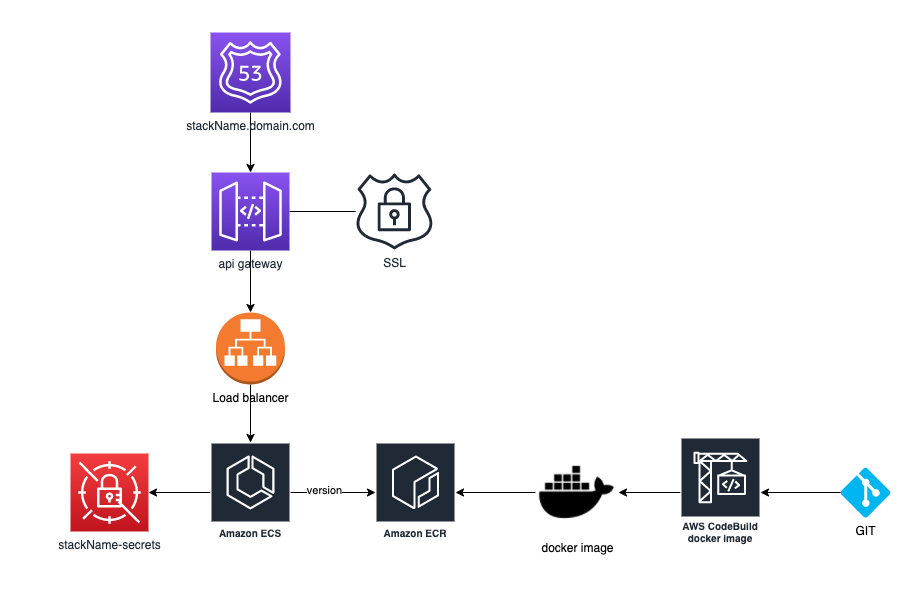 53
stackName.domain.com
</>
api gateway
SSL
Load balancer
version
</>
stackName-secrets
Amazon ECS
Amazon ECR
docker image
AWS CodeBuild
docker image
GIT